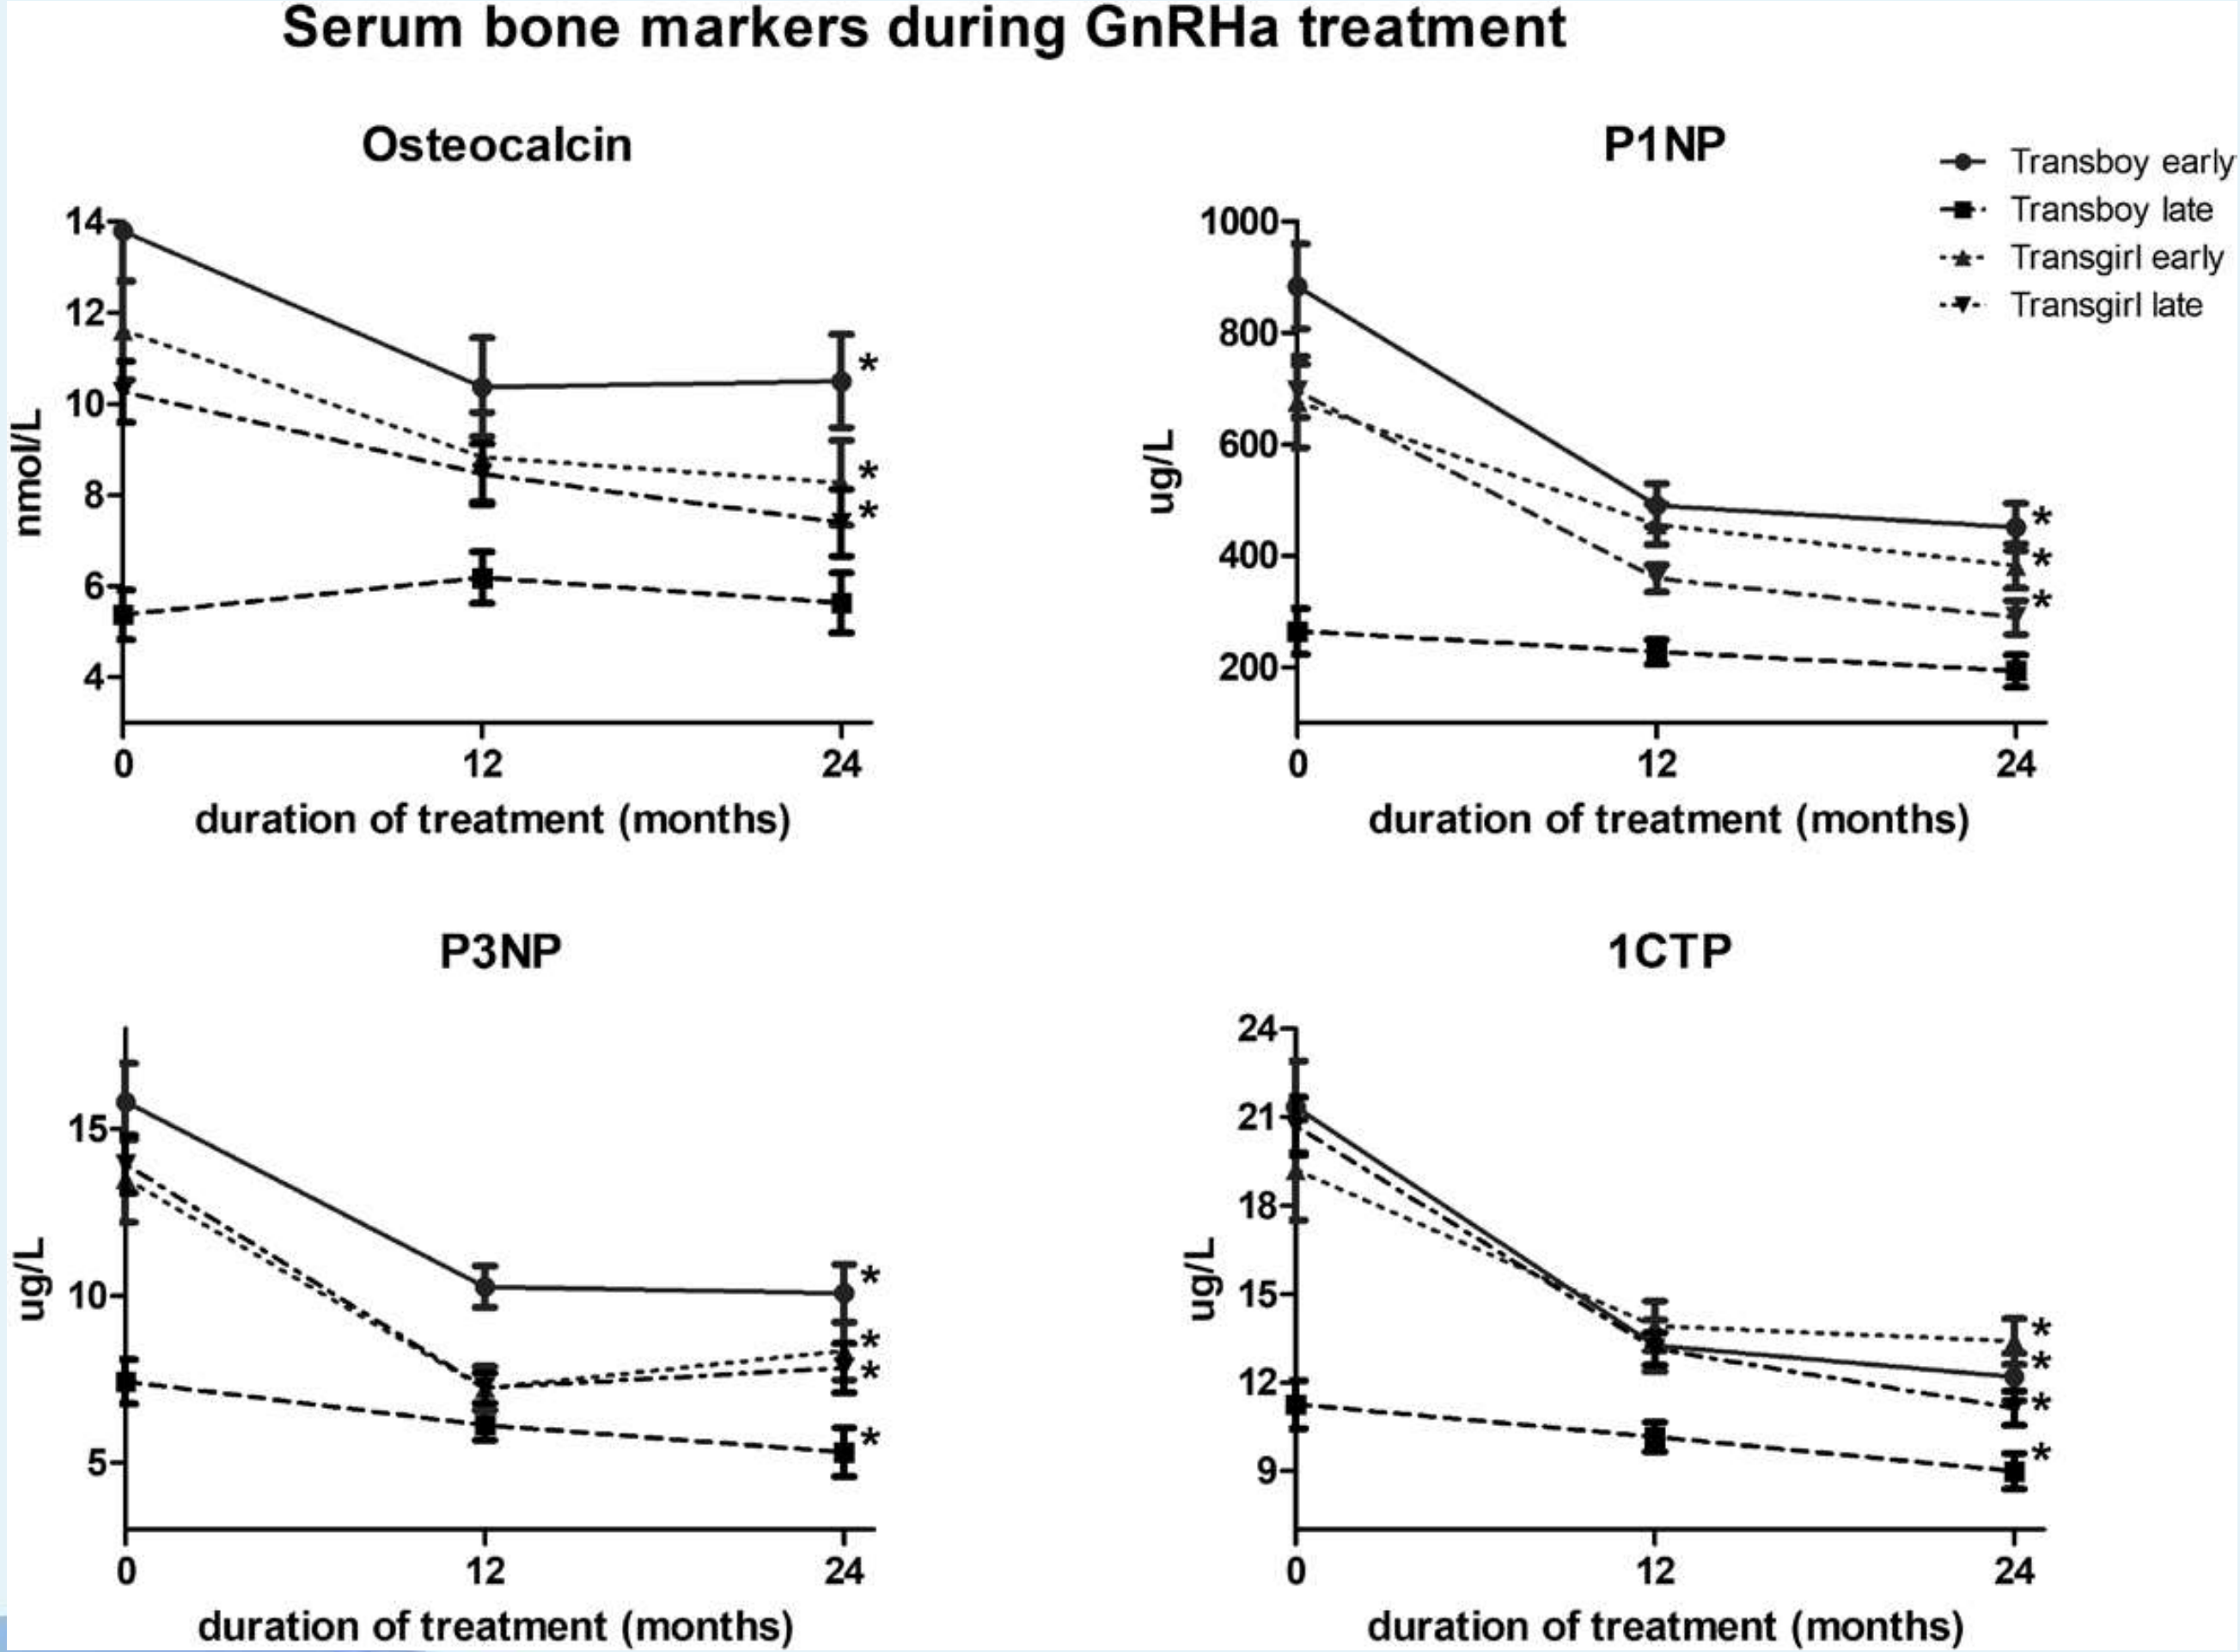 Serum bone markers during GnRHa treatment
Osteocalcin
14
12
10
8
6
4
nmol/L
0 12 24
duration of treatment (months)
*
*
*
P1NP
1000
800
600
400
200
ug/L
0 12 24
duration of treatment (months)
*
*
*
Transboy early
Transboy late
Transgirl early
Transgirl late
P3NP
15
10
5
ug/L
0 12 24
duration of treatment (months)
*
*
*
*
1CTP
24
21
18
15
12
9
ug/L
0 12 24
duration of treatment (months)
*
*
*
*